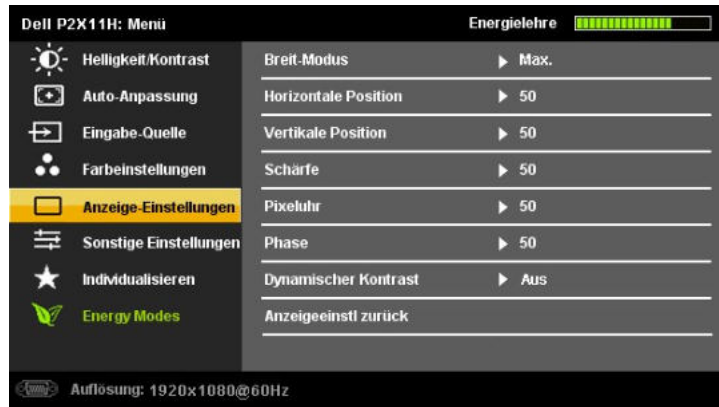 Dell P2X11H: Menü Energielehre
Helligkeit/Kontrast Breit-Modus Max.
Auto-Anpassung Horizontale Position 50
Eingabe-Quelle Vertikale Position 50
Farbeinstellungen Schärfe 50
Anzeige-Einstellungen Pixeluhr 50
Sonstige Einstellungen Phase 50
Individualisieren Dynamischer Kontrast Aus
Energy Modes Anzeigeeinstl zurück
Auflösung: 1920x1080@60Hz